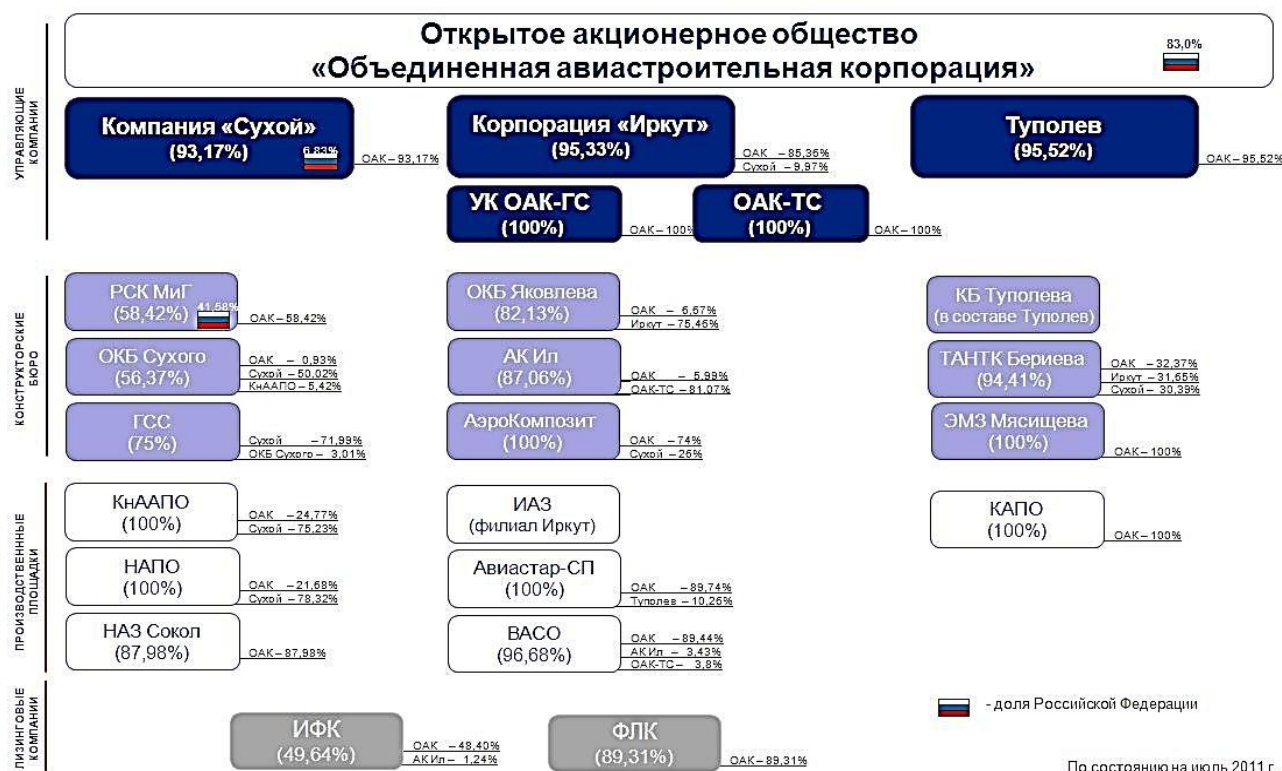 Открытое акционерное общество
«Объединенная авиастроительная корпорация»
83,0%
УПРАВЛЯЮЩИЕ
КОМПАНИИ
Компания «Сухой»
(93,17%)
6,83%
ОАК– 93,17%
Корпорация «Иркут»
(95,33%)
ОАК – 85,36%
Сухой – 9,97%
Туполев
(95,52%)
ОАК– 95,52%
УК ОАК-ГС
(100%)
ОАК– 100%
ОАК-ТС
(100%)
ОАК– 100%
КОНСТРУКТОРСКИЕ
БЮРО
РСК МиГ
(58,42%)
41,58%
ОАК– 58,42%
ОКБ Яковлева
(82,13%)
ОАК – 6,67%
Иркут – 75,46%
КБ Туполева
(в составе Туполев)
ОКБ Сухого
(56,37%)
ОАК – 0,93%
Сухой – 50,02%
КнААПО – 5,42%
АК Ил
(87,06%)
ОАК – 5,99%
ОАК-ТС – 81,07%
ТАНТК Бериева
(94,41%)
ОАК – 32,37%
Иркут – 31,65%
Сухой – 30,39%
ГСС
(75%)
Сухой – 71,99%
ОКБ Сухого – 3,01%
АэроКомпозит
(100%)
ОАК – 74%
Сухой – 26%
ЭМЗ Мясищева
(100%)
ОАК– 100%
ПРОИЗВОДСТВЕННЫЕ
ПЛОЩАДКИ
КнААПО
(100%)
ОАК – 24,77%
Сухой – 75,23%
ИАЗ
(филиал Иркут)
КАПО
(100%)
ОАК– 100%
НАПО
(100%)
ОАК – 21,68%
Сухой – 78,32%
Авиастар-СП
(100%)
ОАК – 89,74%
Туполев – 10,26%
НАЗ Сокол
(87,98%)
ОАК– 87,98%
ВАСО
(96,68%)
ОАК – 89,44%
АК Ил – 3,43%
ОАК-ТС – 3,8%
ЛИЗИНГОВЫЕ
КОМПАНИИ
ИФК
(49,64%)
ОАК – 48,40%
АК Ил – 1,24%
ФЛК
(89,31%)
ОАК– 89,31%
- доля Российской Федерации
По состоянию на июль 2011 г